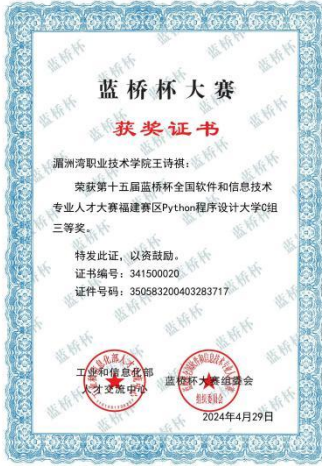 蓝桥杯大赛
获奖证书
湄洲湾职业技术学院王诗祺：
荣获第十五届蓝桥杯全国软件和信息技术
专业人才大赛福建赛区Python程序设计大学C组
三等奖。
特发此证，以资鼓励。
证书编号：341500020
证件号码：350583200403283717
工业和信息化部
人才交流中心
蓝桥杯大赛组委会
组织委员会
2024年4月29日